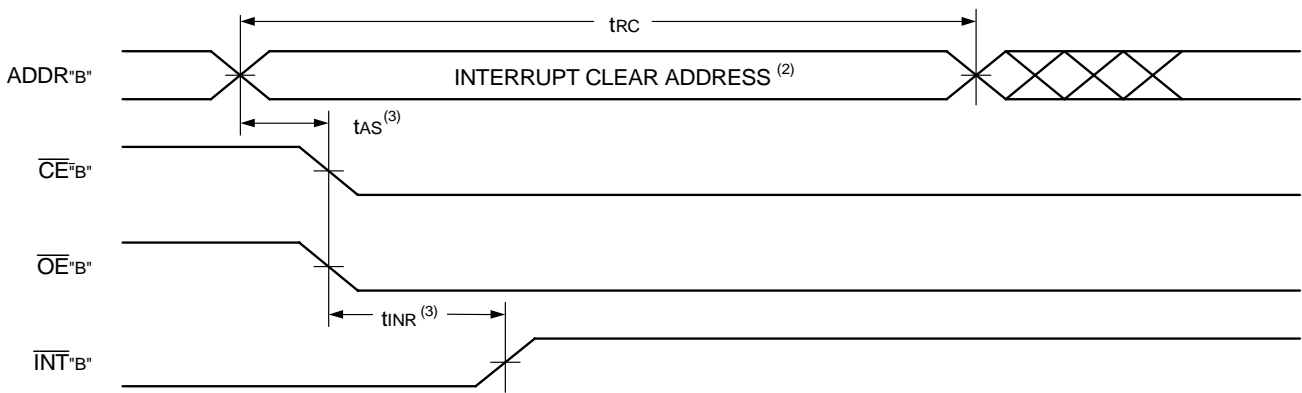 tRC
ADDR"B"
INTERRUPT CLEAR ADDRESS (2)
tAS(3)
CE"B"
OE"B"
tINR (3)
INT"B"